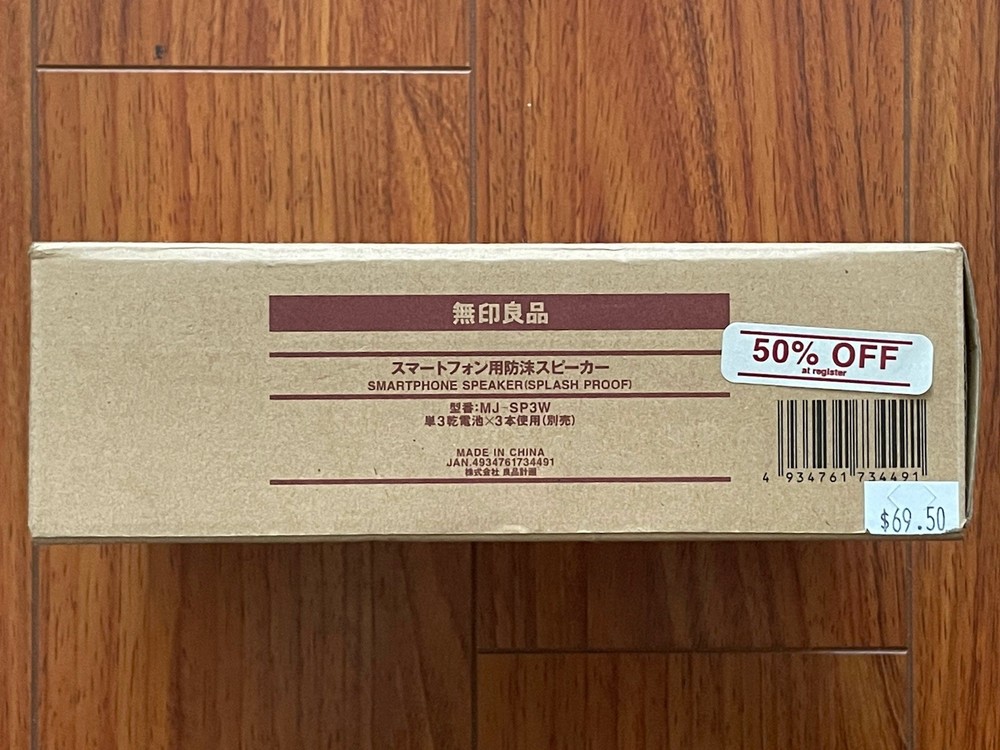 無印良品
スマートフォン用防沫スピーカー
SMARTPHONE SPEAKER(SPLASH PROOF)
型番:MJ-SP3W
単3乾電池×3本使用(別売)
MADE IN CHINA
JAN.4934761734491
株式会社 良品計画
50% OFF
at register
4 934761 734491
$69.50